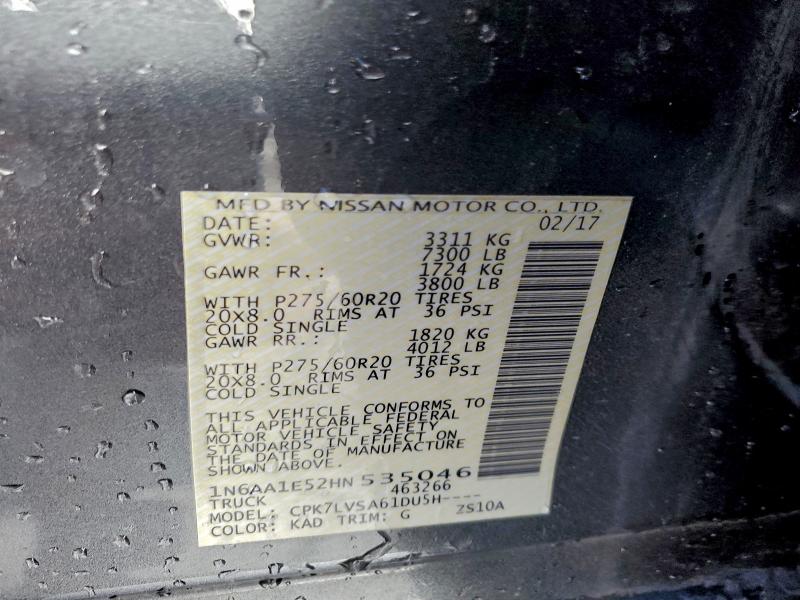 MFD BY NISSAN MOTOR CO., LTD.
DATE: 02/17
GVWR: 3311 KG
7300 LB
GAWR FR.: 1724 KG
3800 LB
WITH P275/60R20 TIRES
20X8.0 RIMS AT 36 PSI
COLD SINGLE
GAWR RR.: 1820 KG
4012 LB
WITH P275/60R20 TIRES
20X8.0 RIMS AT 36 PSI
COLD SINGLE
THIS VEHICLE CONFORMS TO
ALL APPLICABLE FEDERAL
MOTOR VEHICLE SAFETY
STANDARDS IN EFFECT ON
THE DATE OF MANUFACTURE
SHOWN ABOVE.
1N6AA1E52HN 535046
TRUCK 463266
MODEL: CPK7LVSA61DU5H----
COLOR: KAD TRIM: G ZS10A